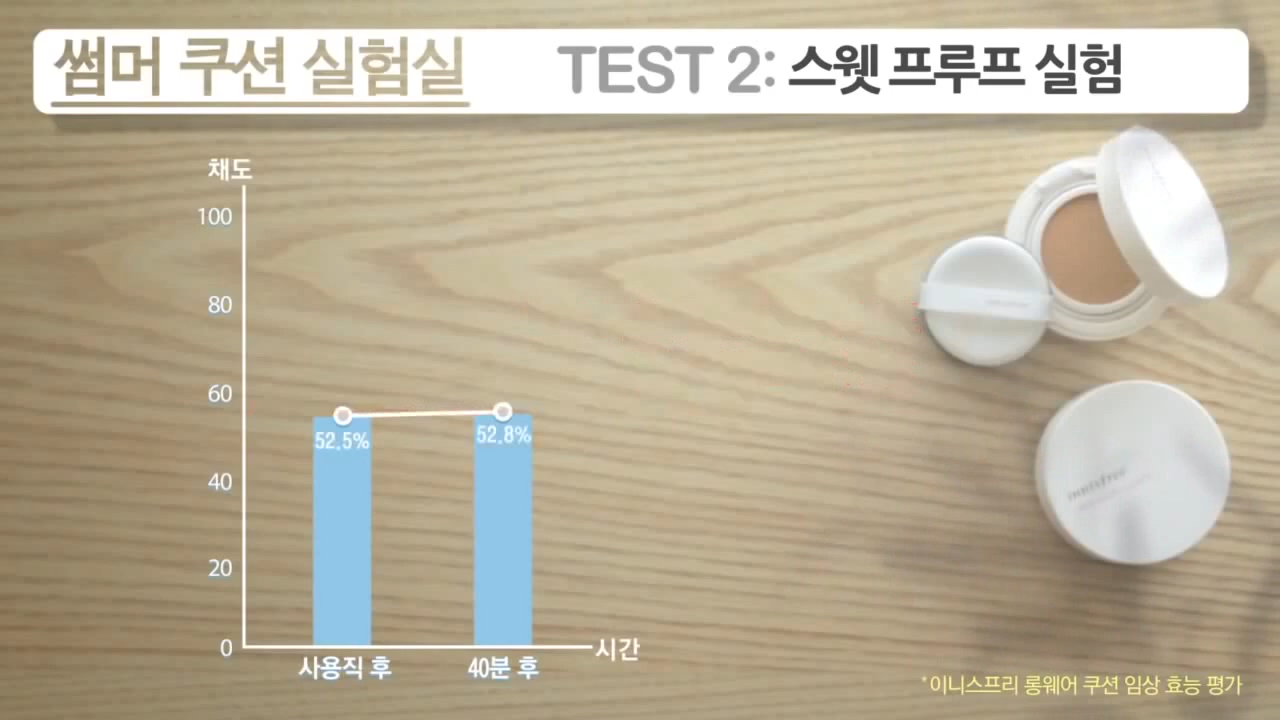 썸머 쿠션 실험실 TEST 2: 스웻 프루프 실험
채도
100
80
60
40
20
0
52.5%
52.8%
사용직 후
40분 후
시간
innisfree
*이니스프리 롱웨어 쿠션 임상 효능 평가